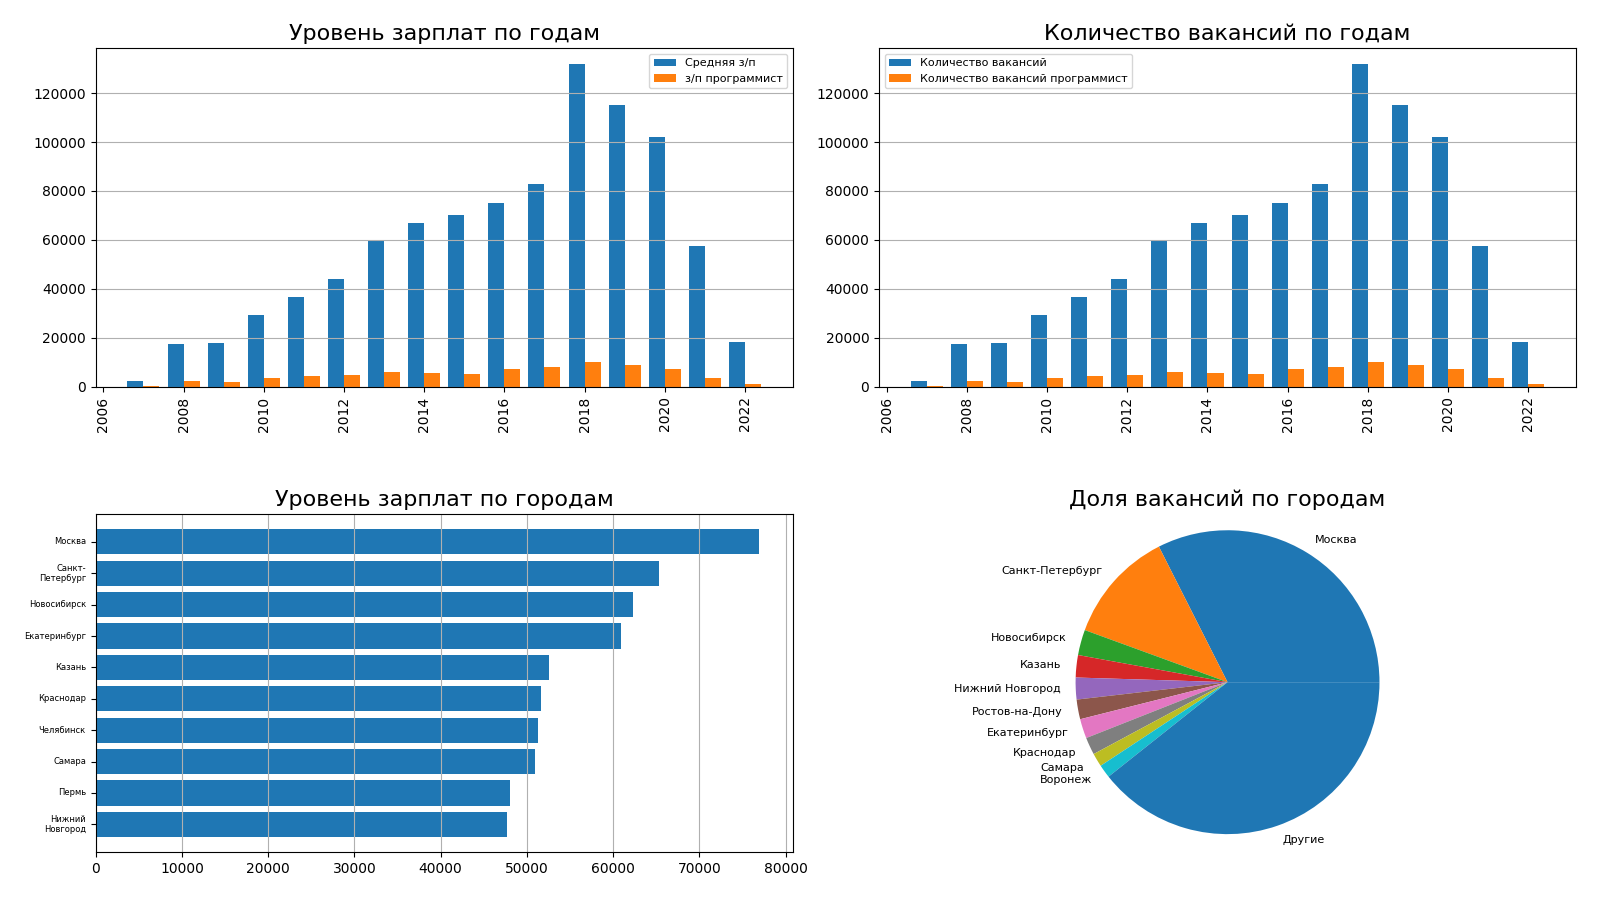 Уровень зарплат по годам
Средняя з/п
з/п программист
120000
100000
80000
60000
40000
20000
0
2006
2008
2010
2012
2014
2016
2018
2020
2022
Количество вакансий по годам
Количество вакансий
Количество вакансий программист
120000
100000
80000
60000
40000
20000
0
2006
2008
2010
2012
2014
2016
2018
2020
2022
Уровень зарплат по городам
Москва
Санкт-
Петербург
Новосибирск
Екатеринбург
Казань
Краснодар
Челябинск
Самара
Пермь
Нижний
Новгород
0
10000
20000
30000
40000
50000
60000
70000
80000
Доля вакансий по городам
Москва
Санкт-Петербург
Новосибирск
Казань
Нижний Новгород
Ростов-на-Дону
Екатеринбург
Краснодар
Самара
Воронеж
Другие